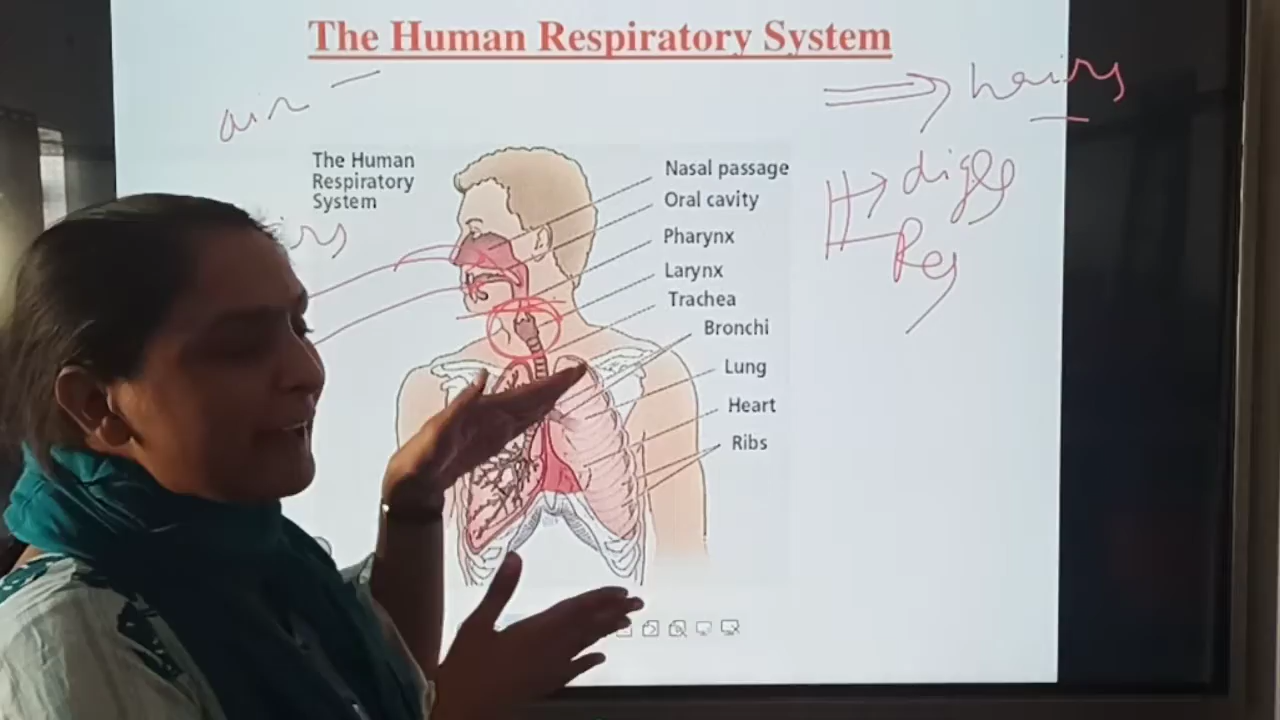 The Human Respiratory System
air
hairs
The Human
Respiratory
System
Nasal passage
Oral cavity
Pharynx
Larynx
Trachea
Bronchi
Lung
Heart
Ribs